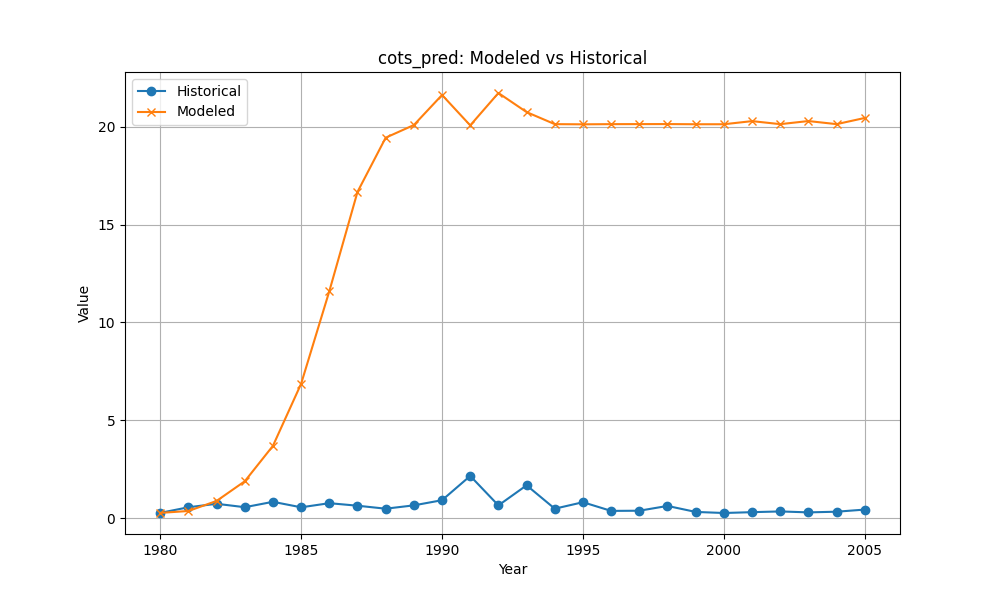 cots_pred: Modeled vs Historical
Historical
Modeled
20
15
10
5
0
Value
1980 1985 1990 1995 2000 2005
Year